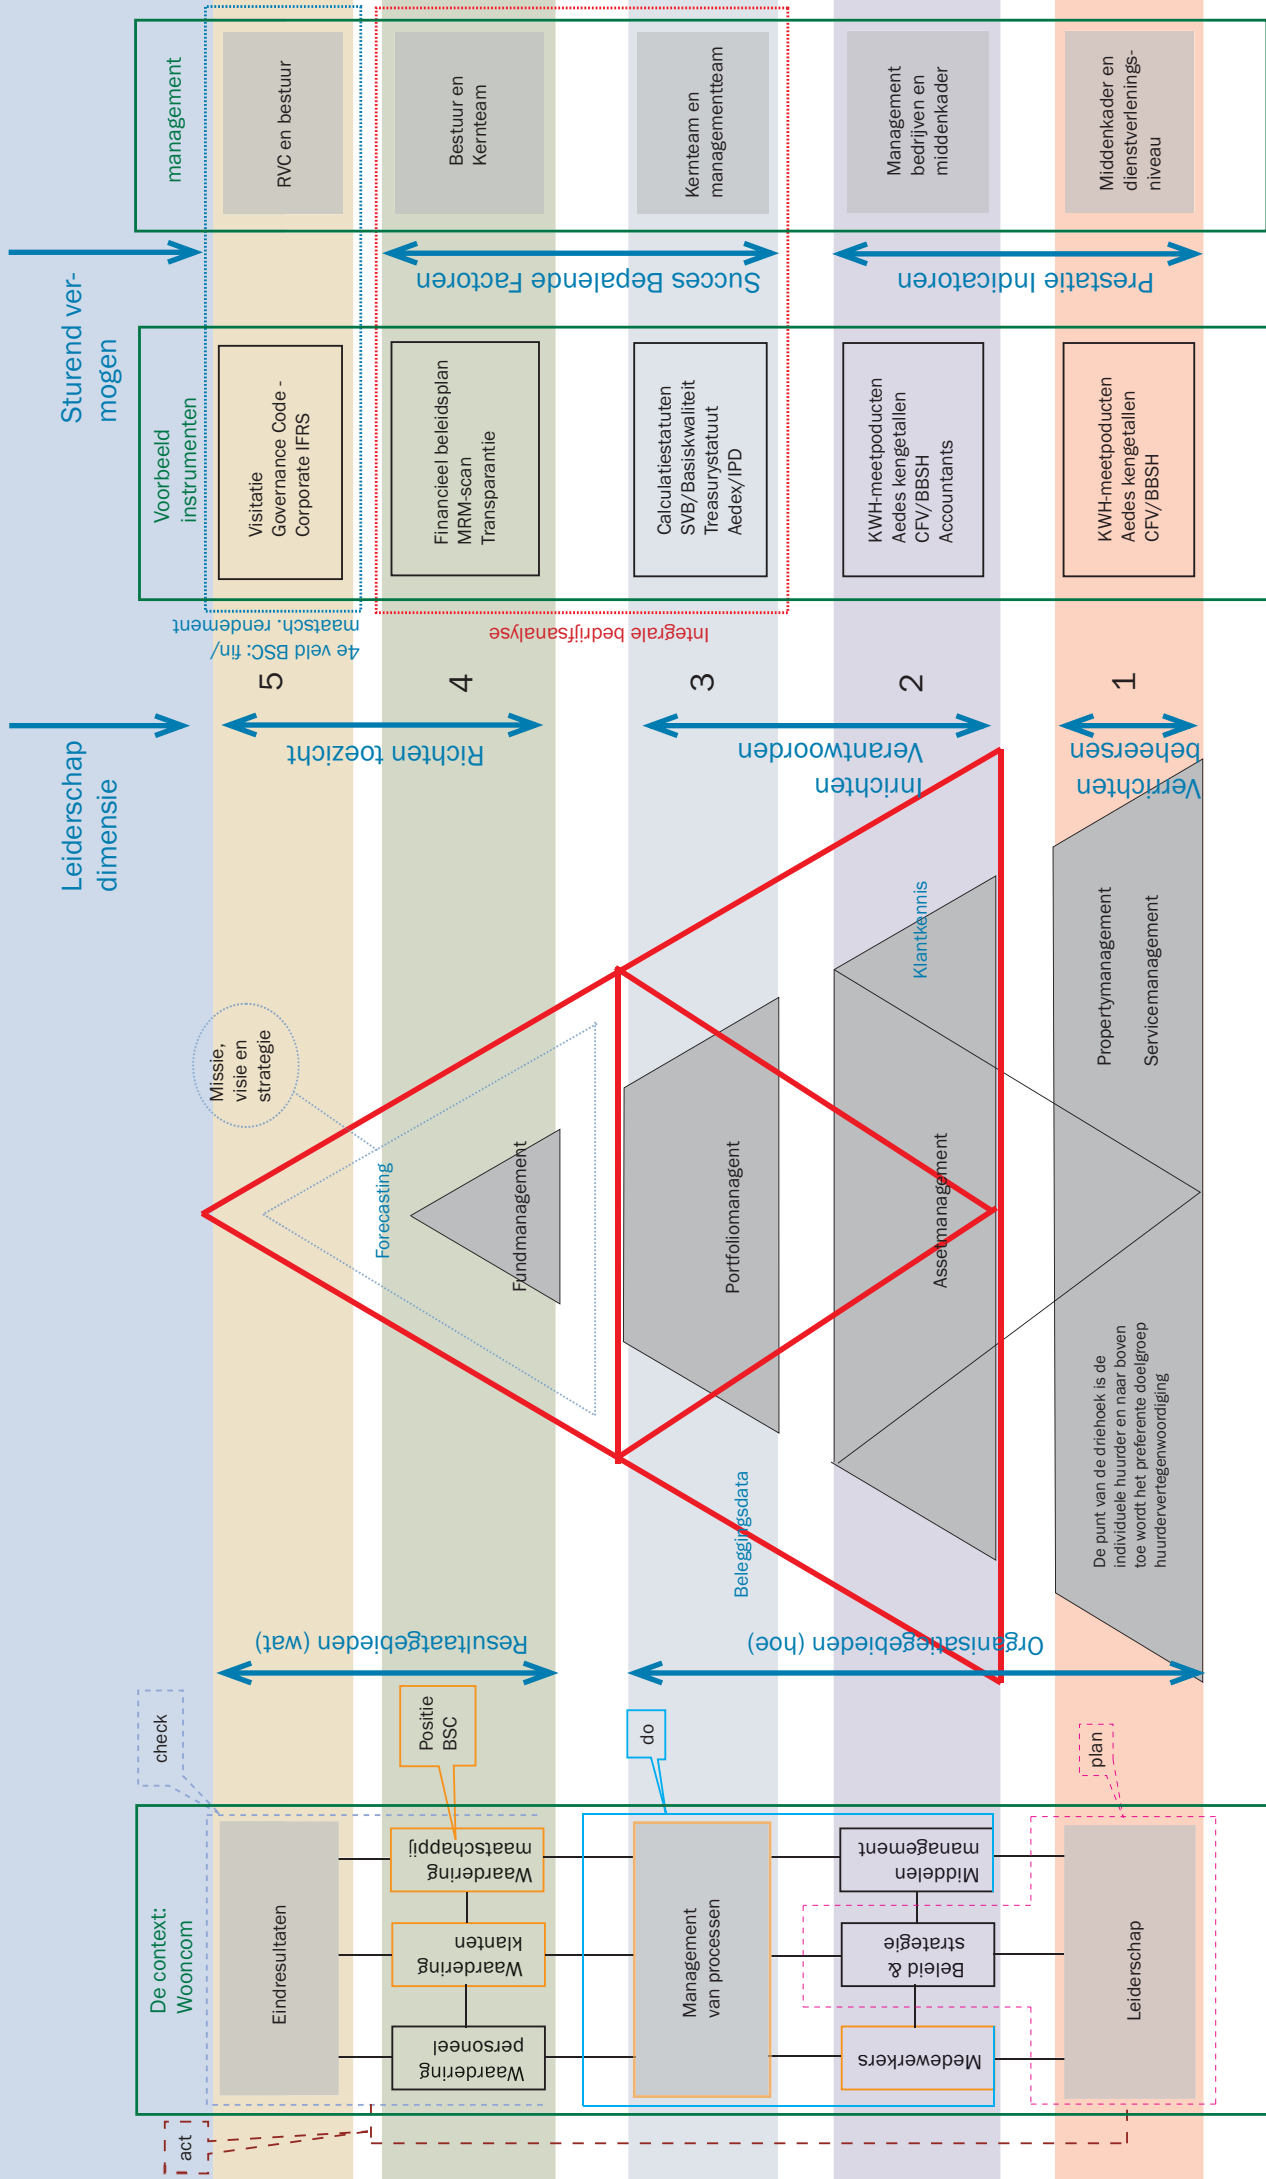 De context:
Wooncom
act
check
Eindresultaten
Waardering
personeel
Waardering
klanten
Waardering
maatschappij
Positie
BSC
do
Management
van processen
Medewerkers
Beleid &
strategie
Middelen
management
plan
Leiderschap
Resultaatgebieden (wat)
Organisatiegebieden (hoe)
Missie,
visie en
strategie
Forecasting
Fundmanagement
Beleggingsdata
Portfoliomanagent
Klantkennis
Assetmanagement
De punt van de driehoek is de
individuele huurder en naar boven
toe wordt het preferente doelgroep
huurdervertegenwoordiging
Propertymanagement
Servicemanagement
Leiderschap
dimensie
Richten toezicht
Inrichten
Verantwoorden
Verrichten
beheersen
5
4
3
2
1
4e veld BSC: fin/
maatsch. rendement
Integrale bedrijfsanalyse
Sturend ver-
mogen
Voorbeeld
instrumenten
Visitatie
Governance Code -
Corporate IFRS
Financieel beleidsplan
MRM-scan
Transparantie
Calculatiestatuten
SVB/Basiskwaliteit
Treasurystatuut
Aedex/IPD
KWH-meetpoducten
Aedes kengetallen
CFV/BBSH
Accountants
KWH-meetpoducten
Aedes kengetallen
CFV/BBSH
Succes Bepalende Factoren
Prestatie Indicatoren
management
RVC en bestuur
Bestuur en
Kernteam
Kernteam en
managementteam
Management
bedrijven en
middenkader
Middenkader en
dienstverlenings-
niveau